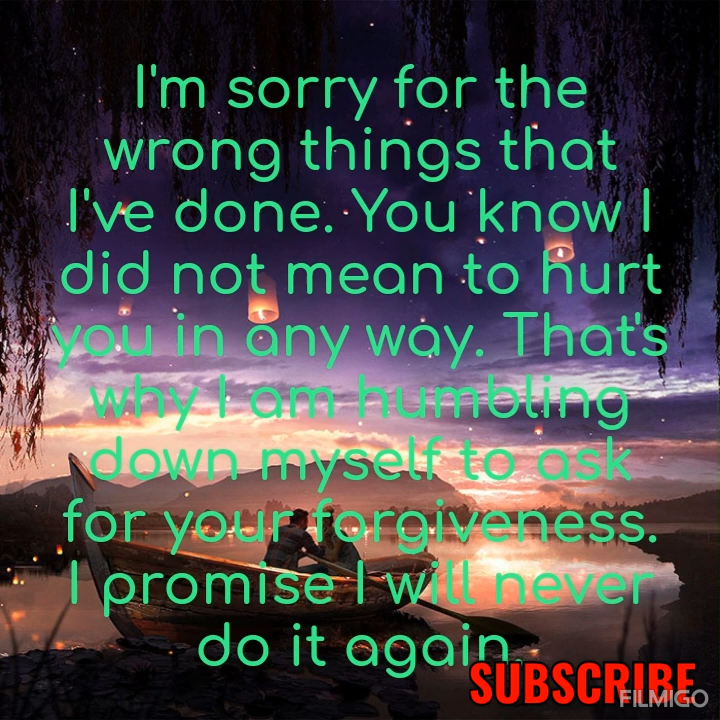 I'm sorry for the
wrong things that
I've done. You know I
did not mean to hurt
you in any way. That's
why I am humbling
down myself to ask
for your forgiveness.
I promise I will never
do it again.
SUBSCRIBE
FILMIGO